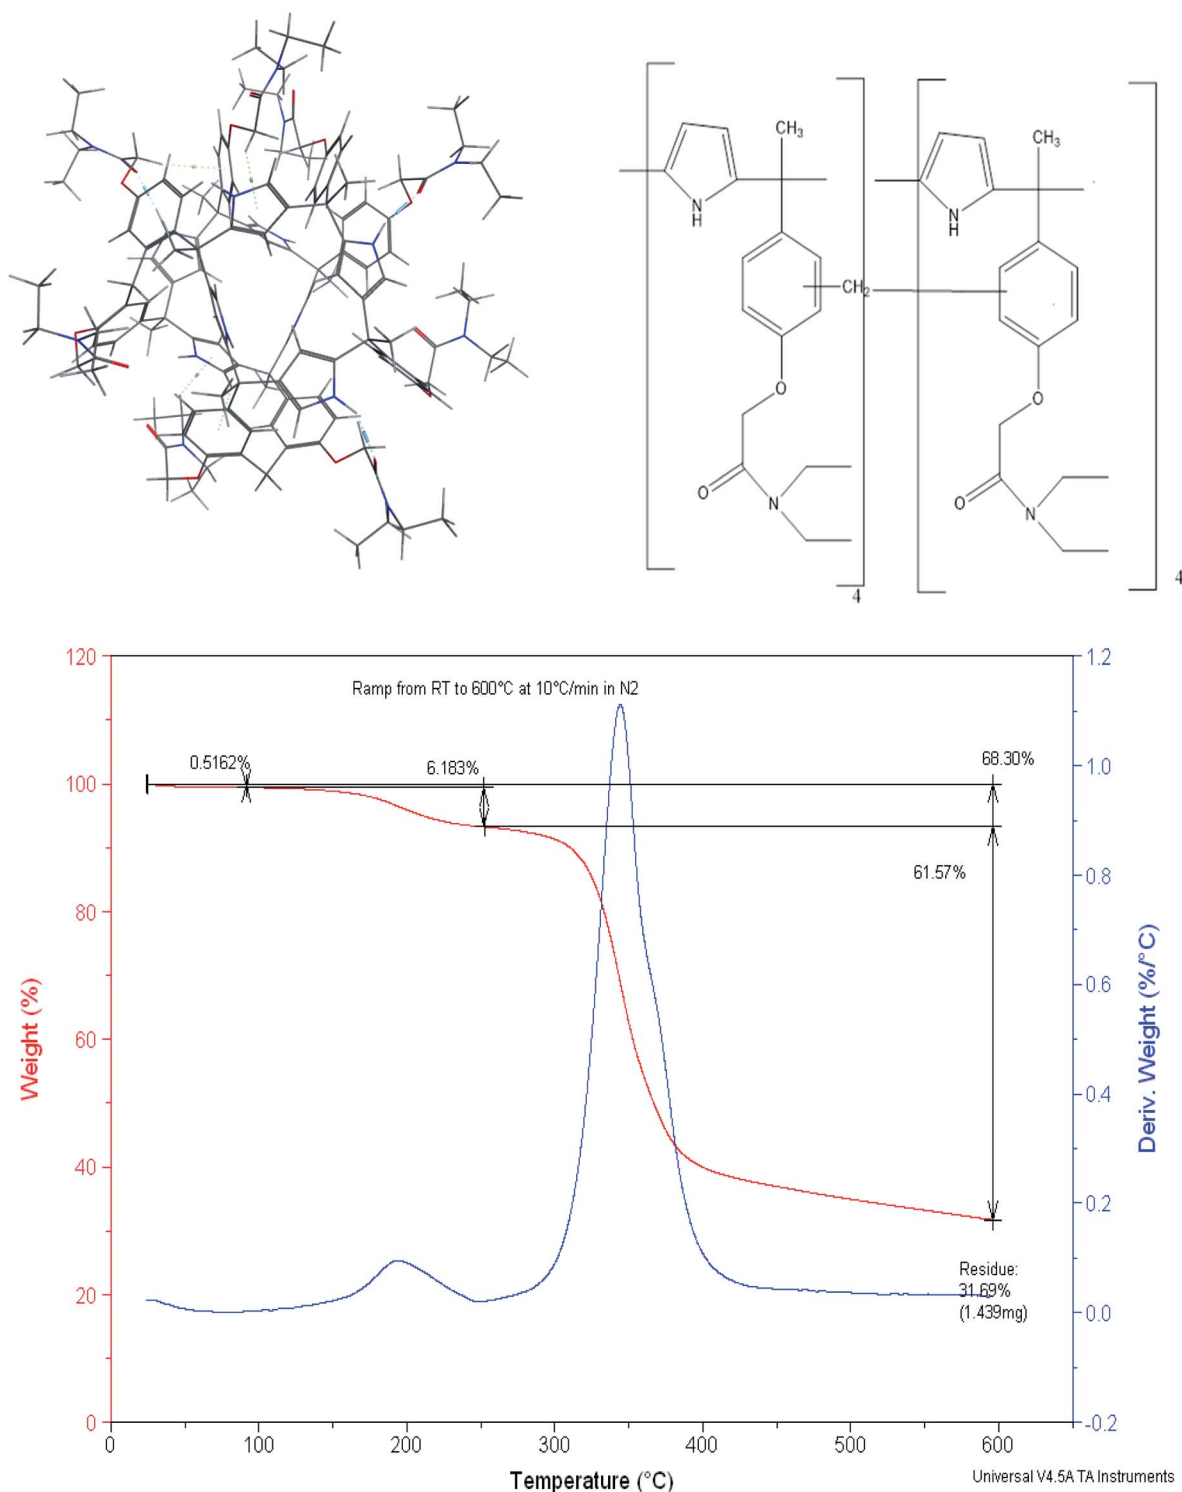 CH3
CH3
N
H
N
H
CH2
O
O
O
N
O
N
4
4
120
1.2
Ramp from RT to 600°C at 10°C/min in N2
0.5162%
6.183%
68.30%
100
1.0
61.57%
80
0.8
Weight (%)
Deriv. Weight (%/°C)
60
0.6
0.4
40
0.2
Residue:
31.69%
(1.439mg)
20
0.0
0
-0.2
0 100 200 300 400 500 600
Temperature (°C)
Universal V4.5A TA Instruments